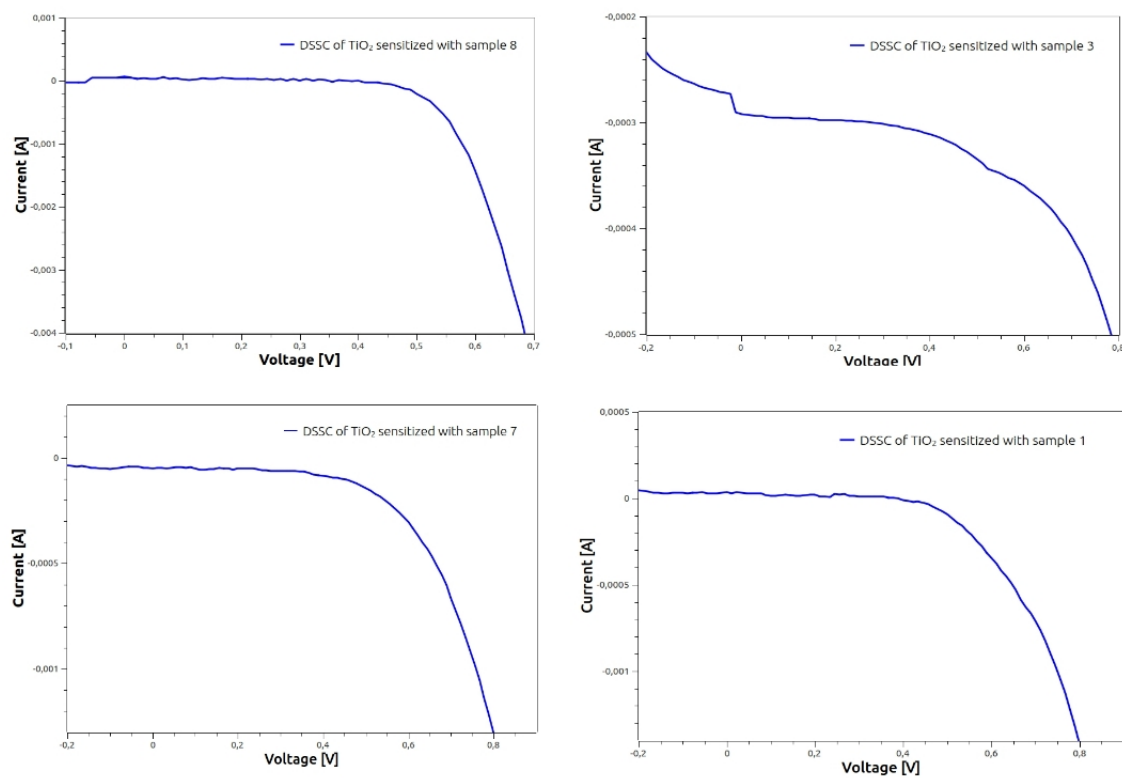 0,001
DSSC of TiO₂ sensitized with sample 8
0
-0,001
-0,002
-0,003
-0,004
Current [A]
-0,1 0 0,1 0,2 0,3 0,4 0,5 0,6 0,7
Voltage [V]
-0,0002
DSSC of TiO₂ sensitized with sample 3
-0,0003
-0,0004
-0,0005
Current [A]
-0,2 0 0,2 0,4 0,6 0,8
Voltage [V]
DSSC of TiO₂ sensitized with sample 7
0
-0,0005
-0,001
Current [A]
-0,2 0 0,2 0,4 0,6 0,8
Voltage [V]
0,0005
DSSC of TiO₂ sensitized with sample 1
0
-0,0005
-0,001
Current [A]
-0,2 0 0,2 0,4 0,6 0,8
Voltage [V]